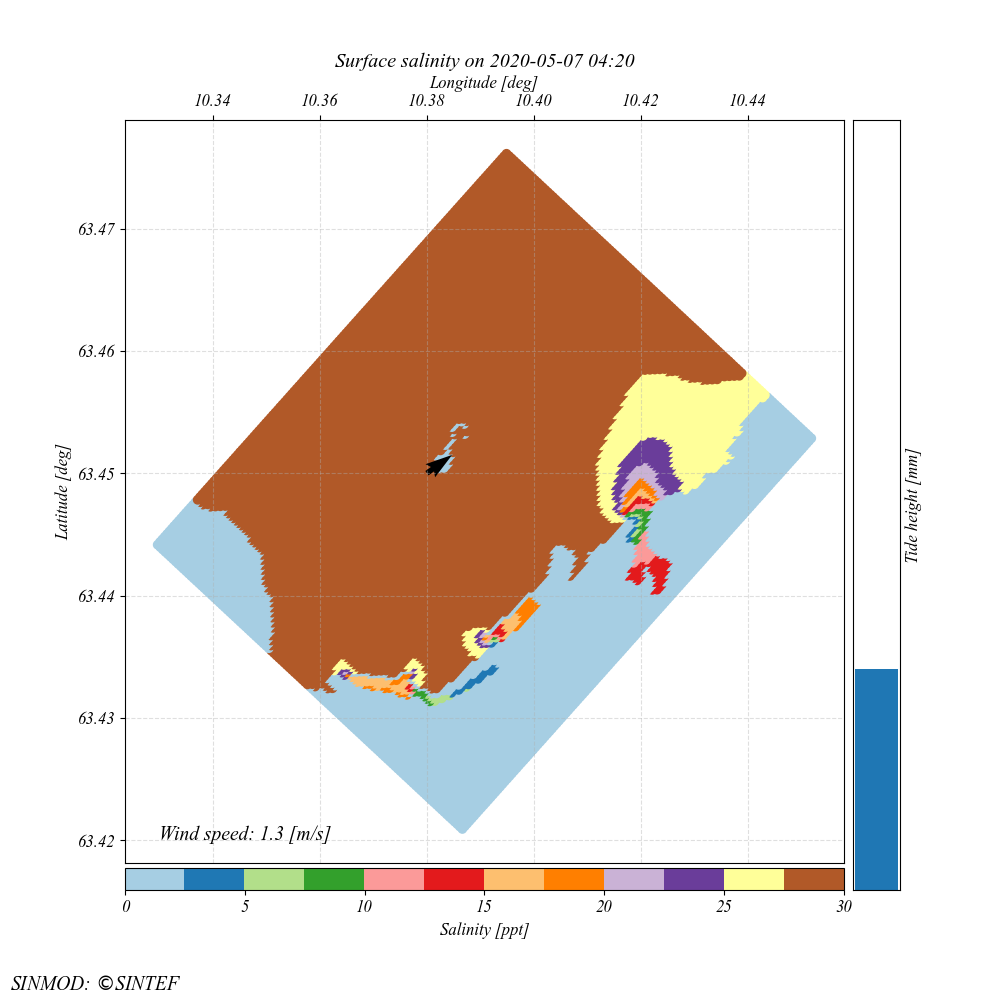 Surface salinity on 2020-05-07 04:20
Longitude [deg]
10.34 10.36 10.38 10.40 10.42 10.44
63.47
63.46
63.45
63.44
63.43
63.42
Latitude [deg]
Tide height [mm]
Wind speed: 1.3 [m/s]
0 5 10 15 20 25 30
Salinity [ppt]
SINMOD: ©SINTEF